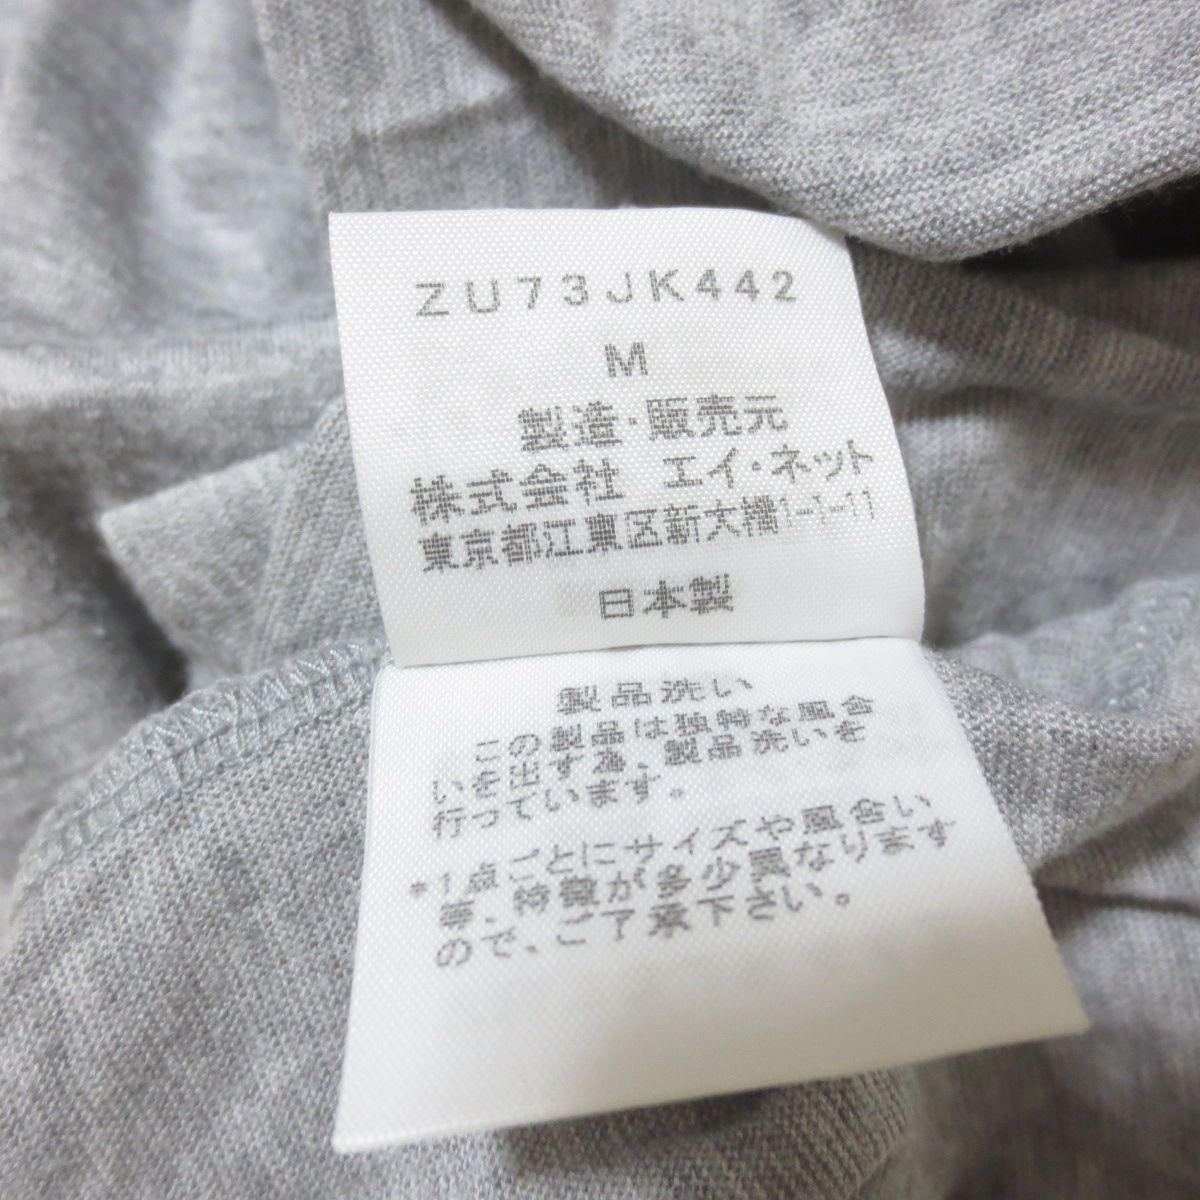 ZU73JK442
M
製造・販売元
株式会社 エイ・ネット
東京都江東区新大橋1-1-11
日本製
製品洗い
この製品は独特な風合
いを出す為、製品洗いを
行っています。
*1点ごとにサイズや風合い
等、特徴が多少異なります
ので、ご了承下さい。